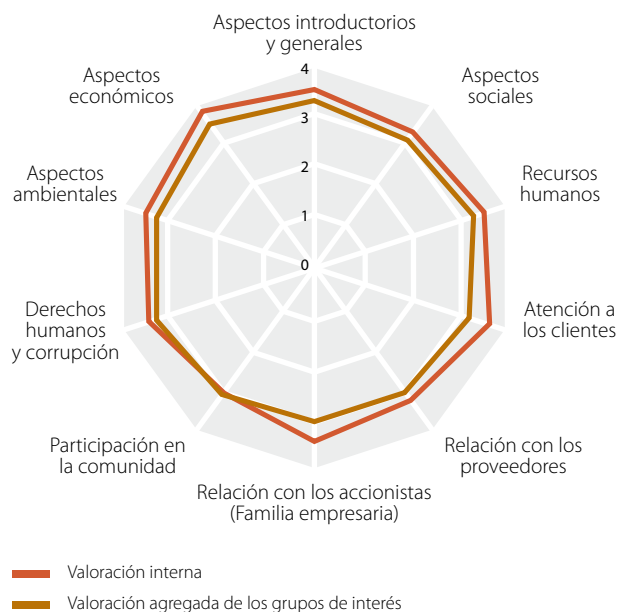 Aspectos introductorios
y generales
Aspectos
económicos
4
Aspectos
sociales
3
Aspectos
ambientales
2
Recursos
humanos
1
0
Derechos
humanos
y corrupción
Atención a
los clientes
Participación en
la comunidad
Relación con los
proveedores
Relación con los accionistas
(Familia empresaria)
Valoración interna
Valoración agregada de los grupos de interés